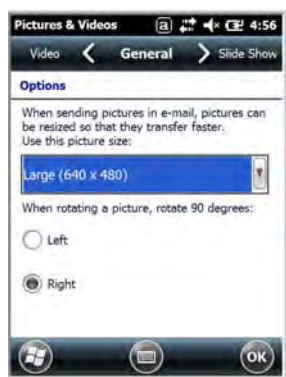 Pictures & Videos a 4:56
Video General Slide Show
Options
When sending pictures in e-mail, pictures can
be resized so that they transfer faster.
Use this picture size:
Large (640 x 480)
When rotating a picture, rotate 90 degrees:
Left
Right
OK